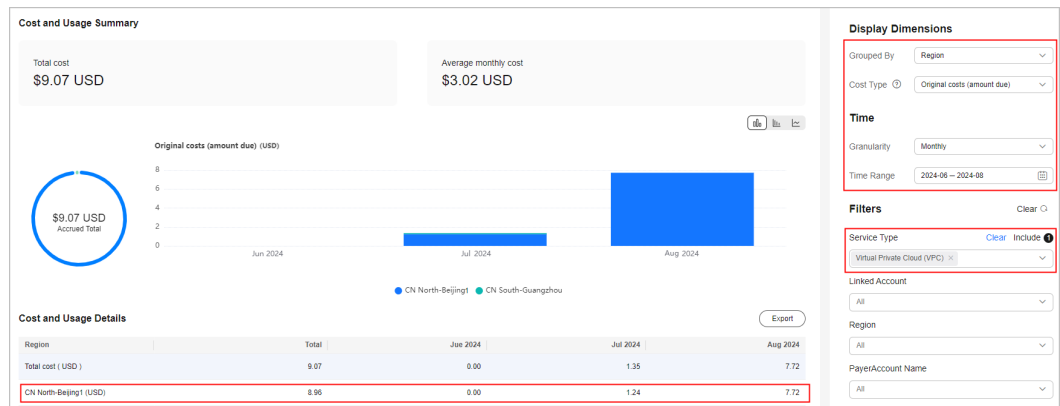 Cost and Usage Summary
Total cost
$9.07 USD
Average monthly cost
$3.02 USD
Original costs (amount due) (USD)
8
6
4
2
0
$9.07 USD
Accrued Total
Jun 2024 Jul 2024 Aug 2024
CN North-Beijing1 CN South-Guangzhou
Cost and Usage Details
Export
Region Total Jue 2024 Jul 2024 Aug 2024
Total cost ( USD ) 9.07 0.00 1.35 7.72
CN North-Beijing1 (USD) 8.96 0.00 1.24 7.72
Display Dimensions
Grouped By Region
Cost Type ? Original costs (amount due)
Time
Granularity Monthly
Time Range 2024-06 – 2024-08
Filters Clear
Service Type Clear Include 1
Virtual Private Cloud (VPC) ×
Linked Account
All
Region
All
PayerAccount Name
All